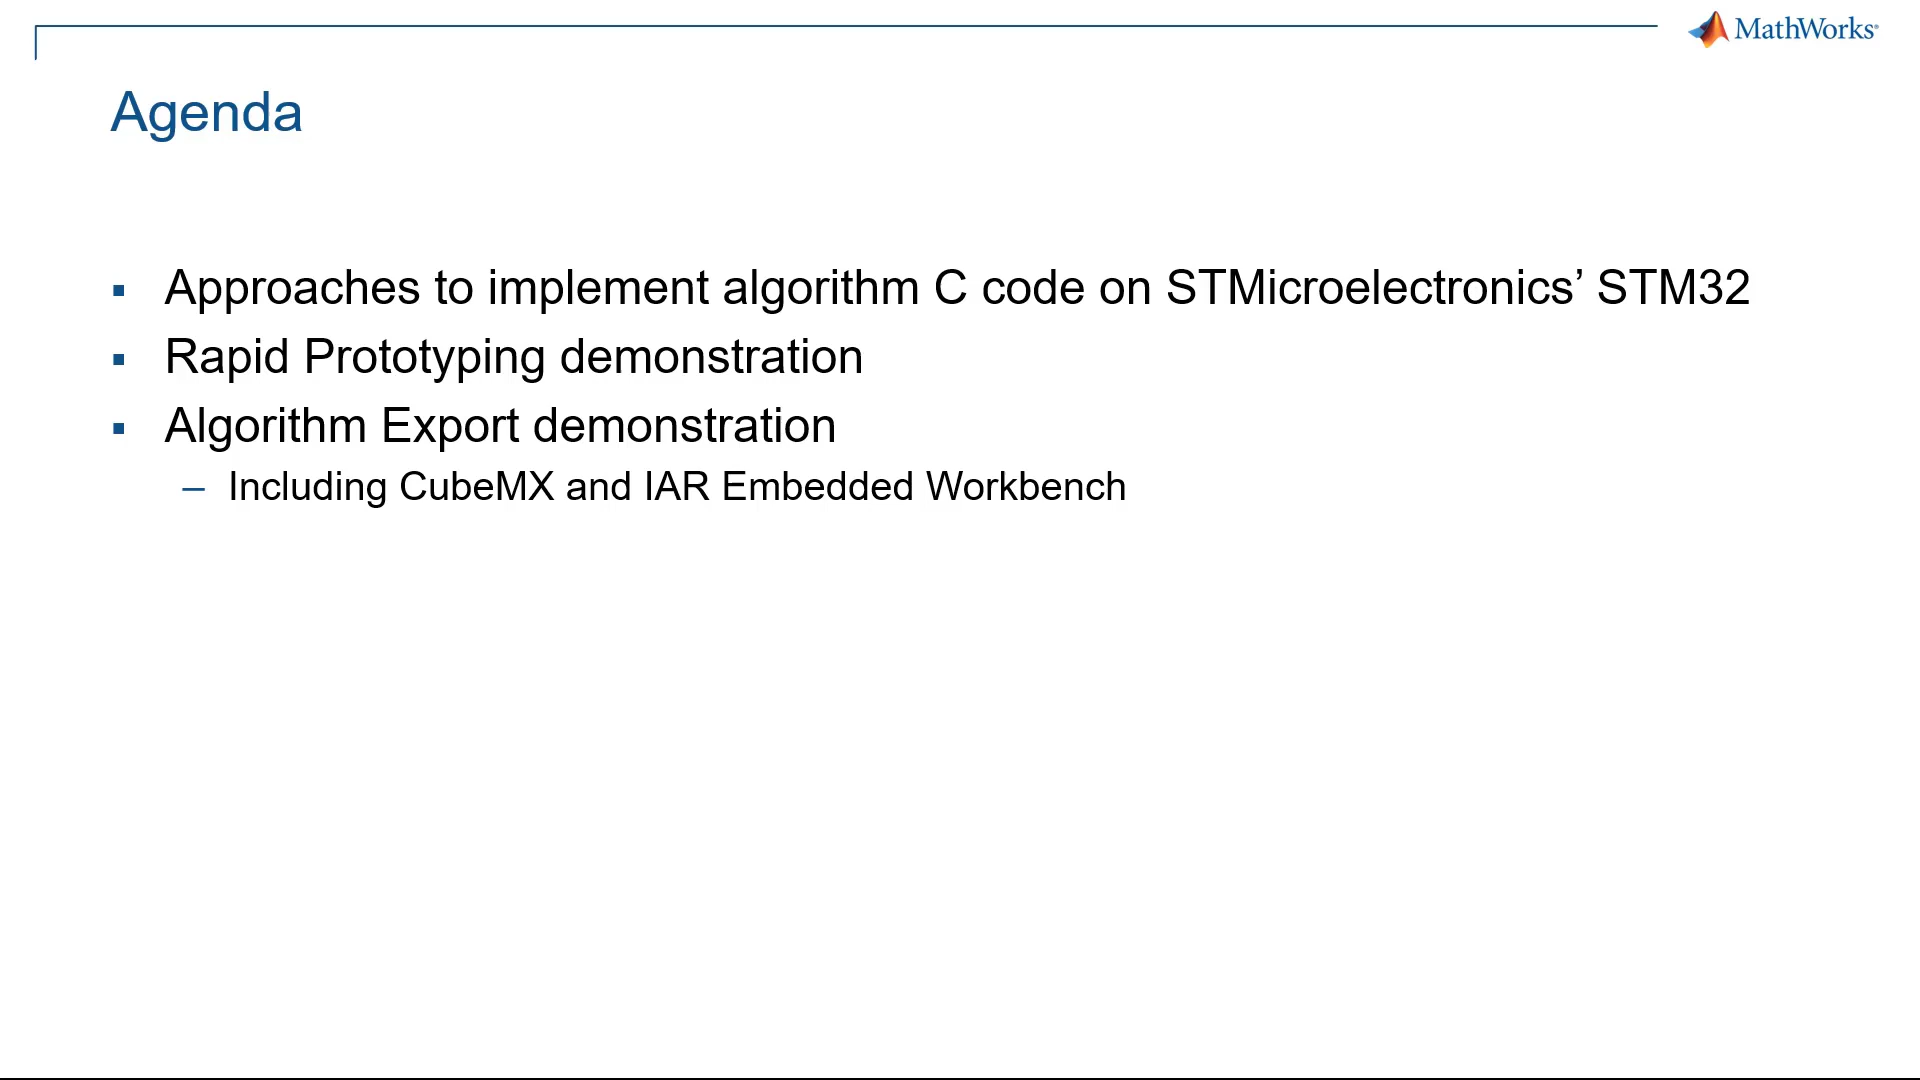 MathWorks®
Agenda
▪ Approaches to implement algorithm C code on STMicroelectronics’ STM32
▪ Rapid Prototyping demonstration
▪ Algorithm Export demonstration
– Including CubeMX and IAR Embedded Workbench